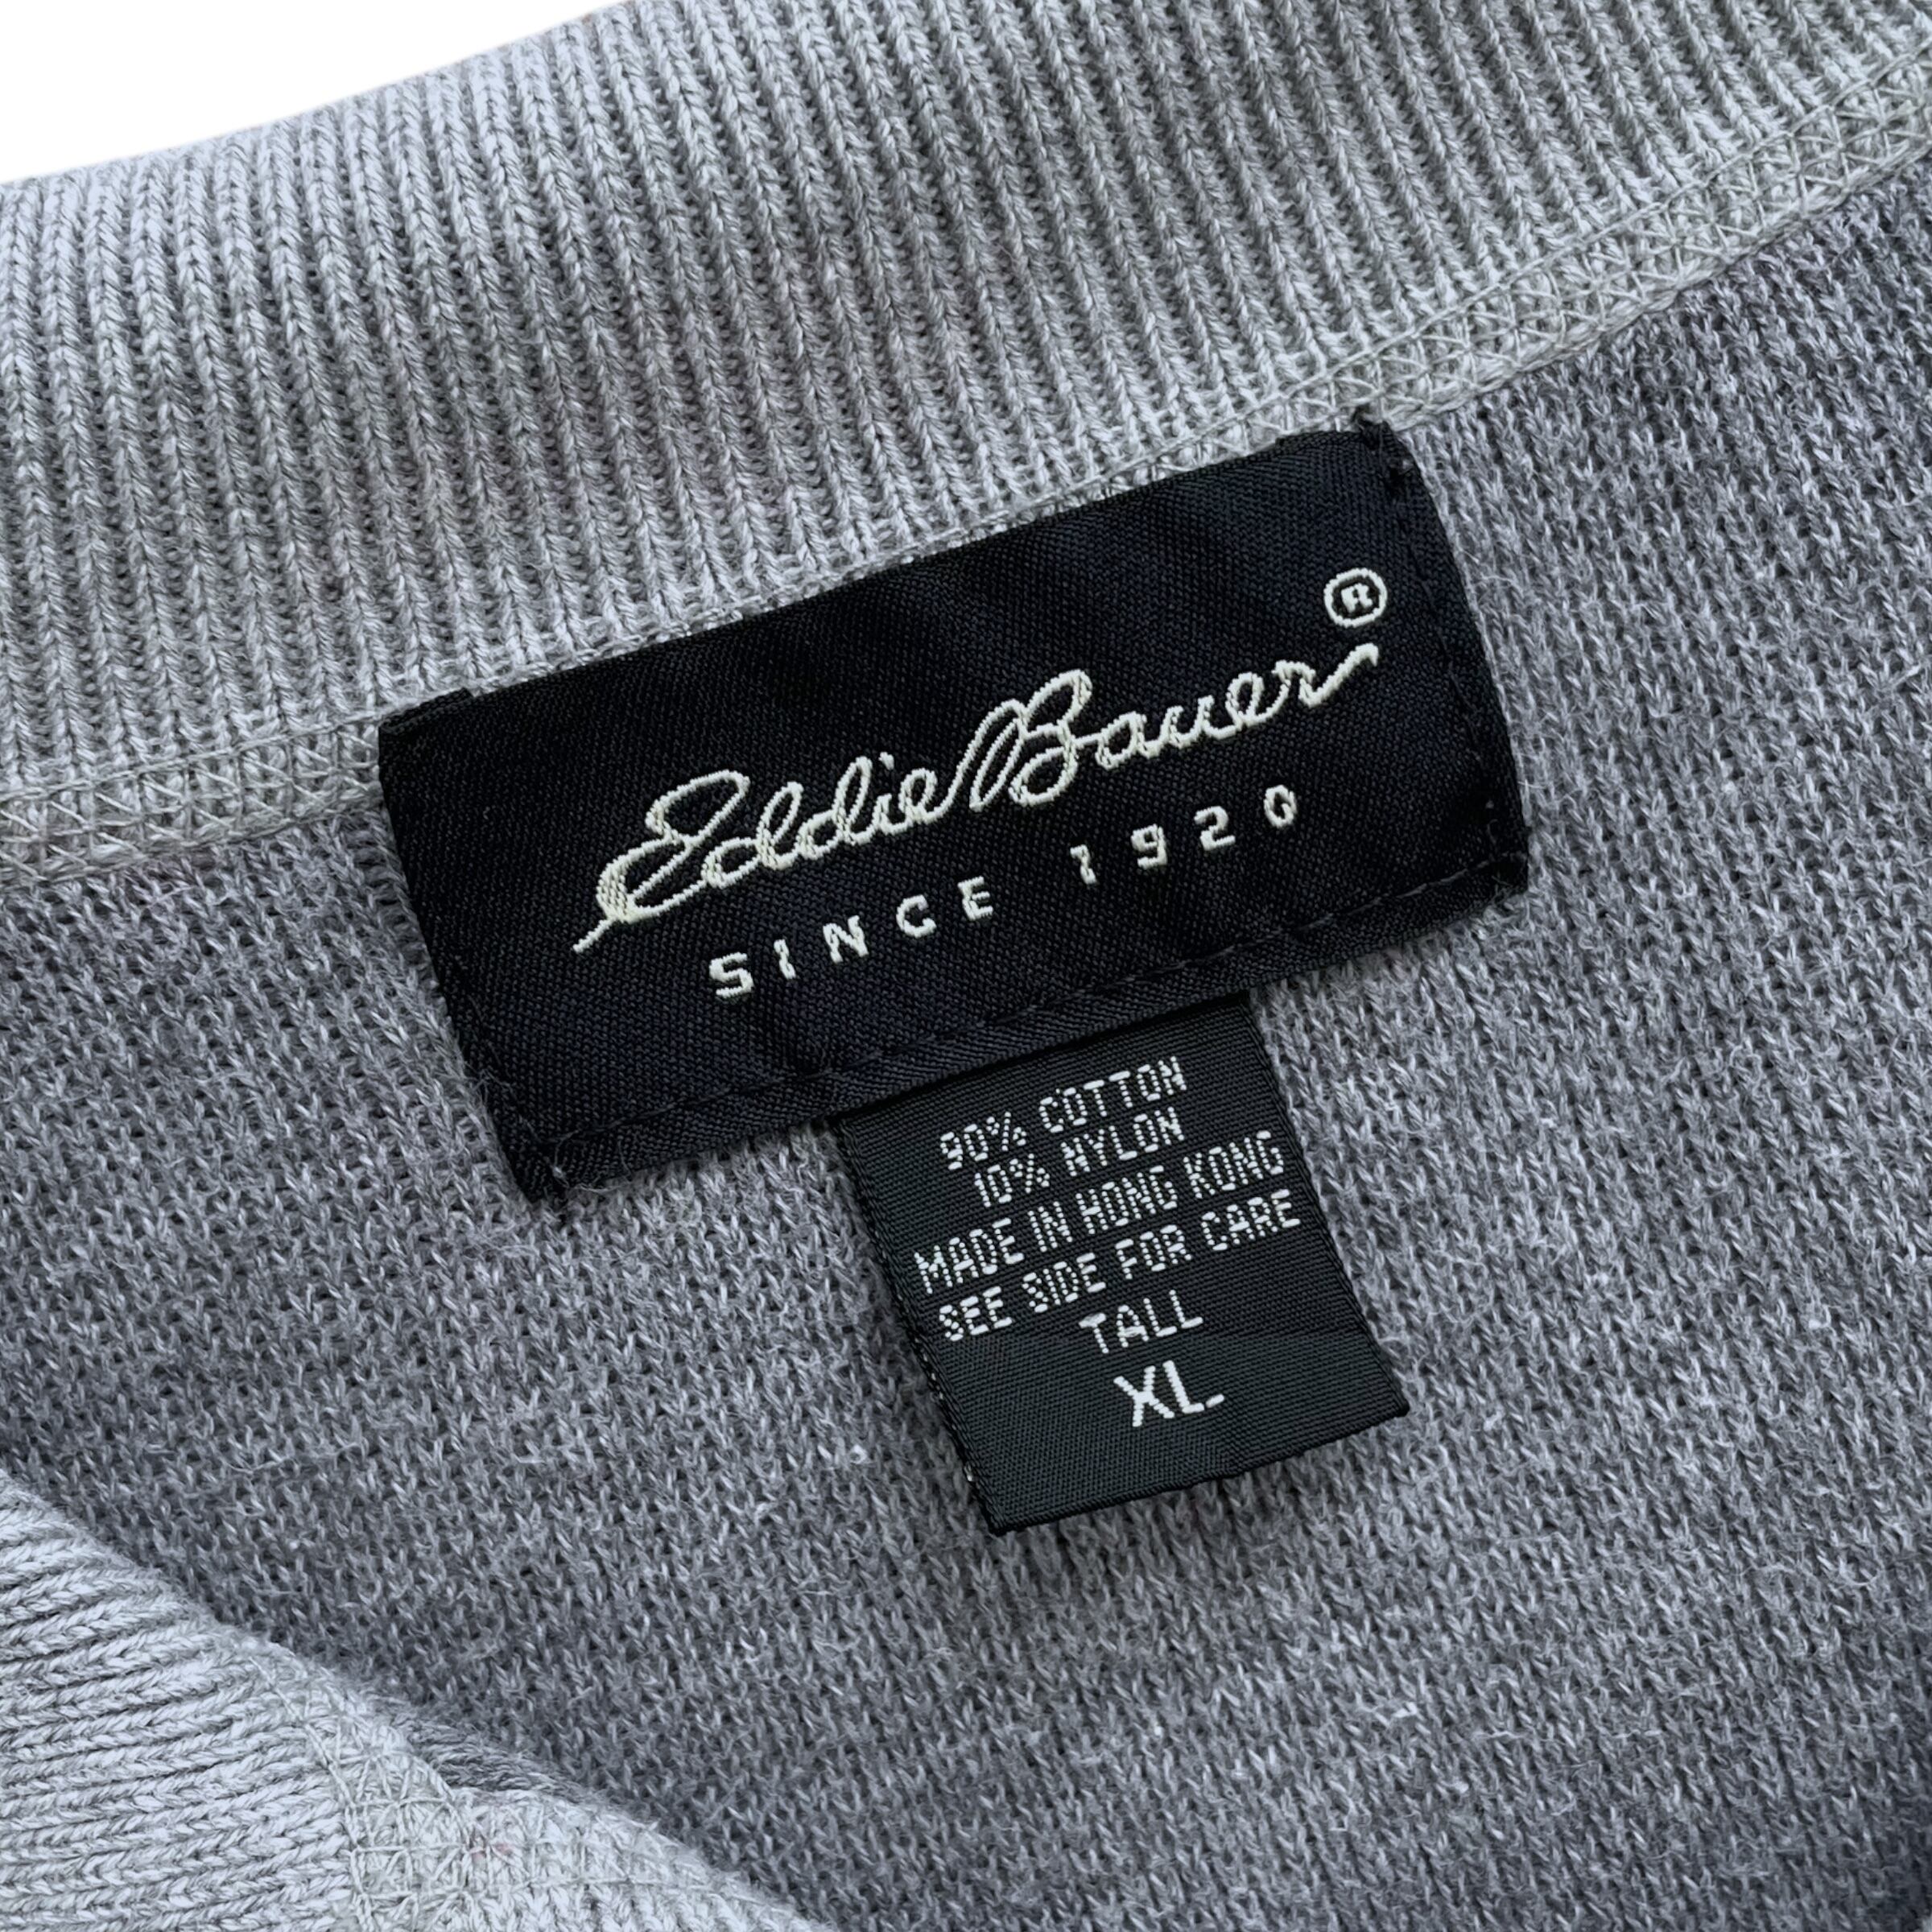 Eddie Bauer®
SINCE 1920
90% COTTON
10% NYLON
MADE IN HONG KONG
SEE SIDE FOR CARE
TALL
XL